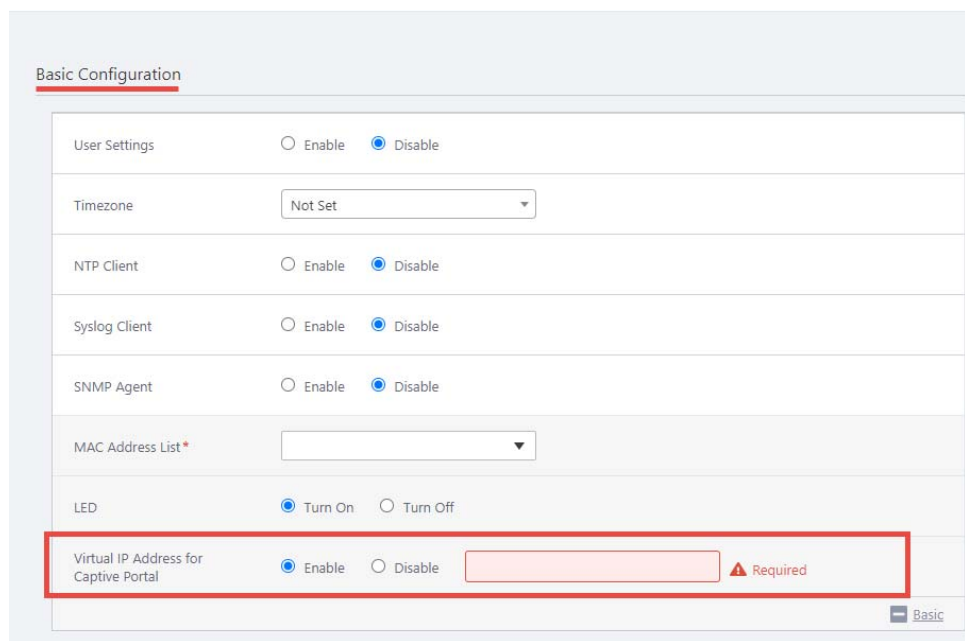 Basic Configuration
User Settings Enable Disable
Timezone Not Set
NTP Client Enable Disable
Syslog Client Enable Disable
SNMP Agent Enable Disable
MAC Address List*
LED Turn On Turn Off
Virtual IP Address for
Captive Portal Enable Disable Required
Basic